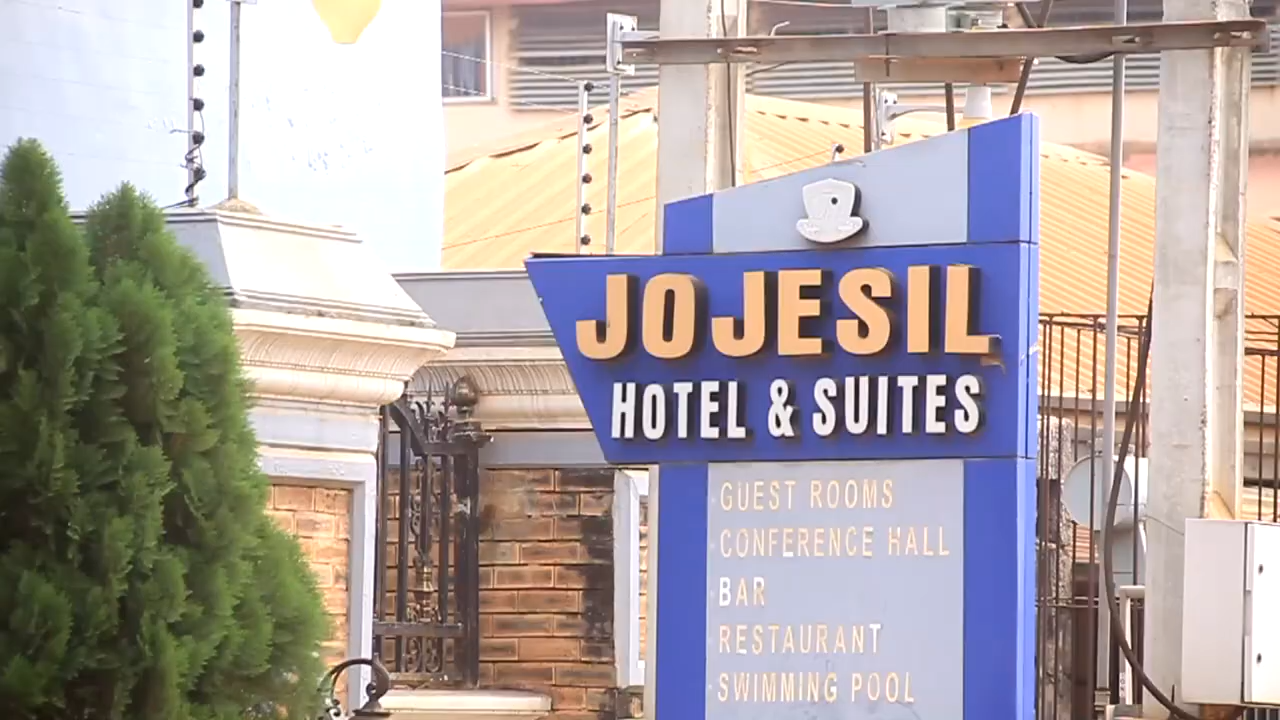 JOJESIL
HOTEL & SUITES
GUEST ROOMS
CONFERENCE HALL
BAR
RESTAURANT
SWIMMING POOL